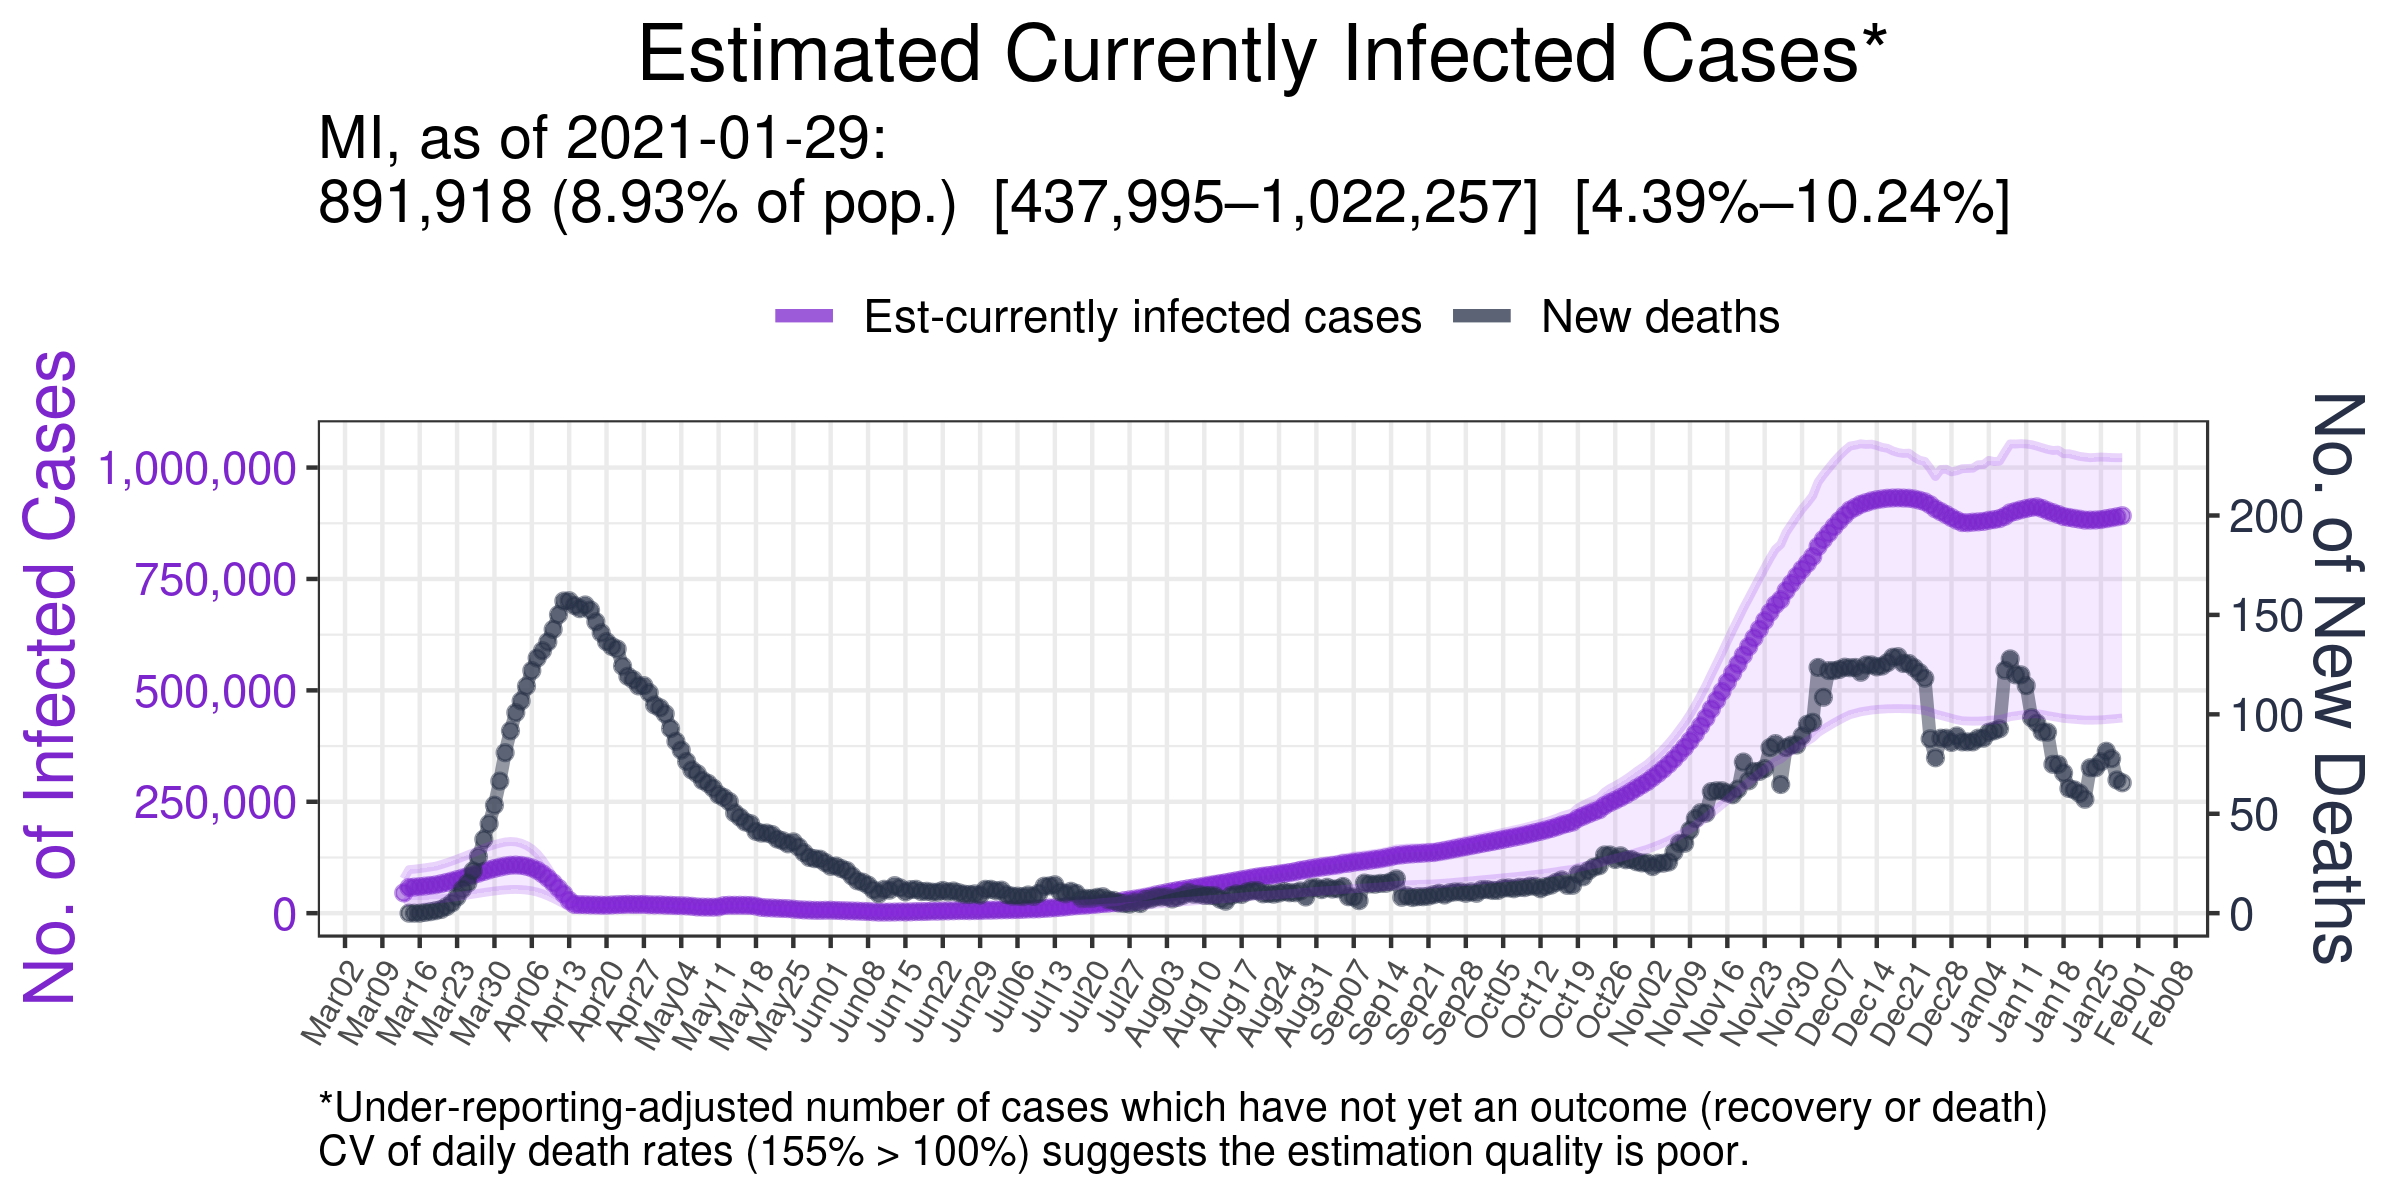 Estimated Currently Infected Cases*
MI, as of 2021-01-29:
891,918 (8.93% of pop.)  [437,995–1,022,257]  [4.39%–10.24%]
Est-currently infected cases
New deaths
No. of Infected Cases
1,000,000
750,000
500,000
250,000
0
No. of New Deaths
200
150
100
50
0
Mar02
Mar09
Mar16
Mar23
Mar30
Apr06
Apr13
Apr20
Apr27
May04
May11
May18
May25
Jun01
Jun08
Jun15
Jun22
Jun29
Jul06
Jul13
Jul20
Jul27
Aug03
Aug10
Aug17
Aug24
Aug31
Sep07
Sep14
Sep21
Sep28
Oct05
Oct12
Oct19
Oct26
Nov02
Nov09
Nov16
Nov23
Nov30
Dec07
Dec14
Dec21
Dec28
Jan04
Jan11
Jan18
Jan25
Feb01
Feb08
*Under-reporting-adjusted number of cases which have not yet an outcome (recovery or death)
CV of daily death rates (155% > 100%) suggests the estimation quality is poor.